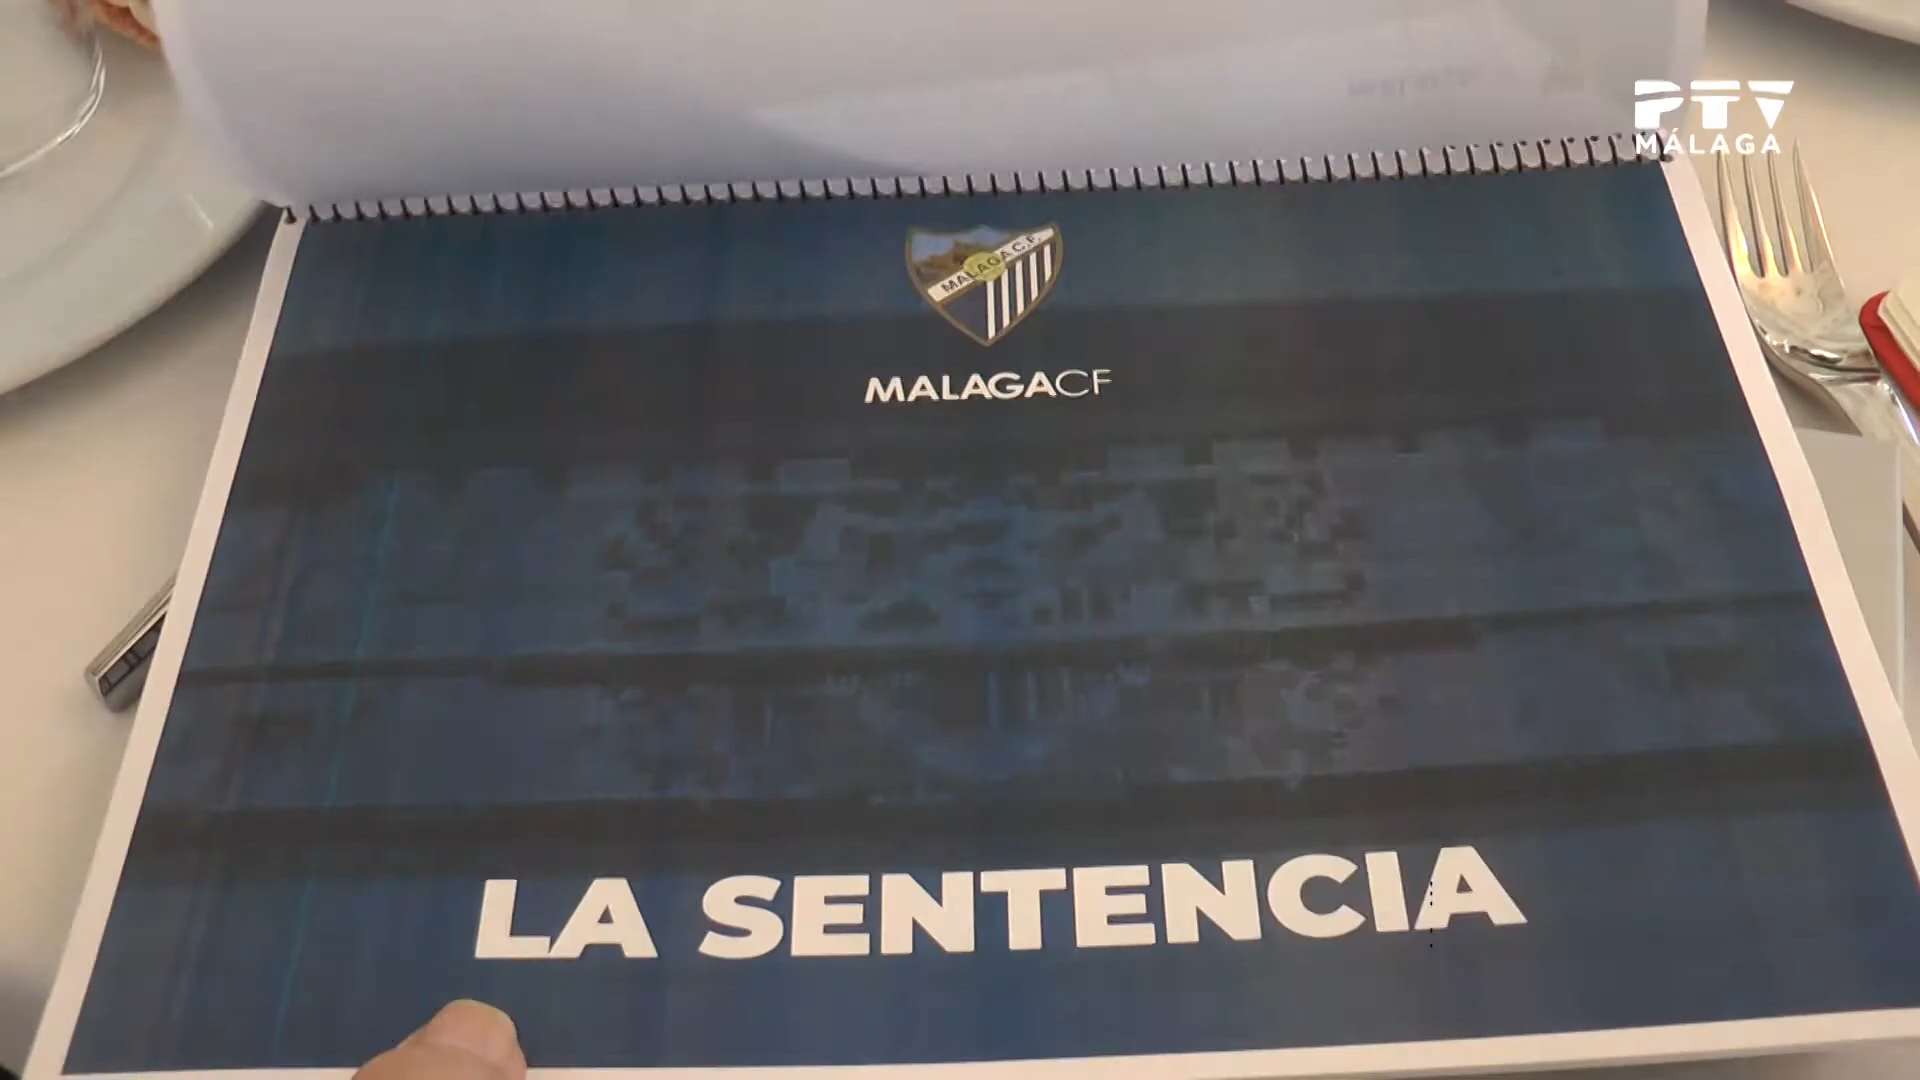 PTV
MÁLAGA
MALAGA C.F.
MALAGACF
LA SENTENCIA